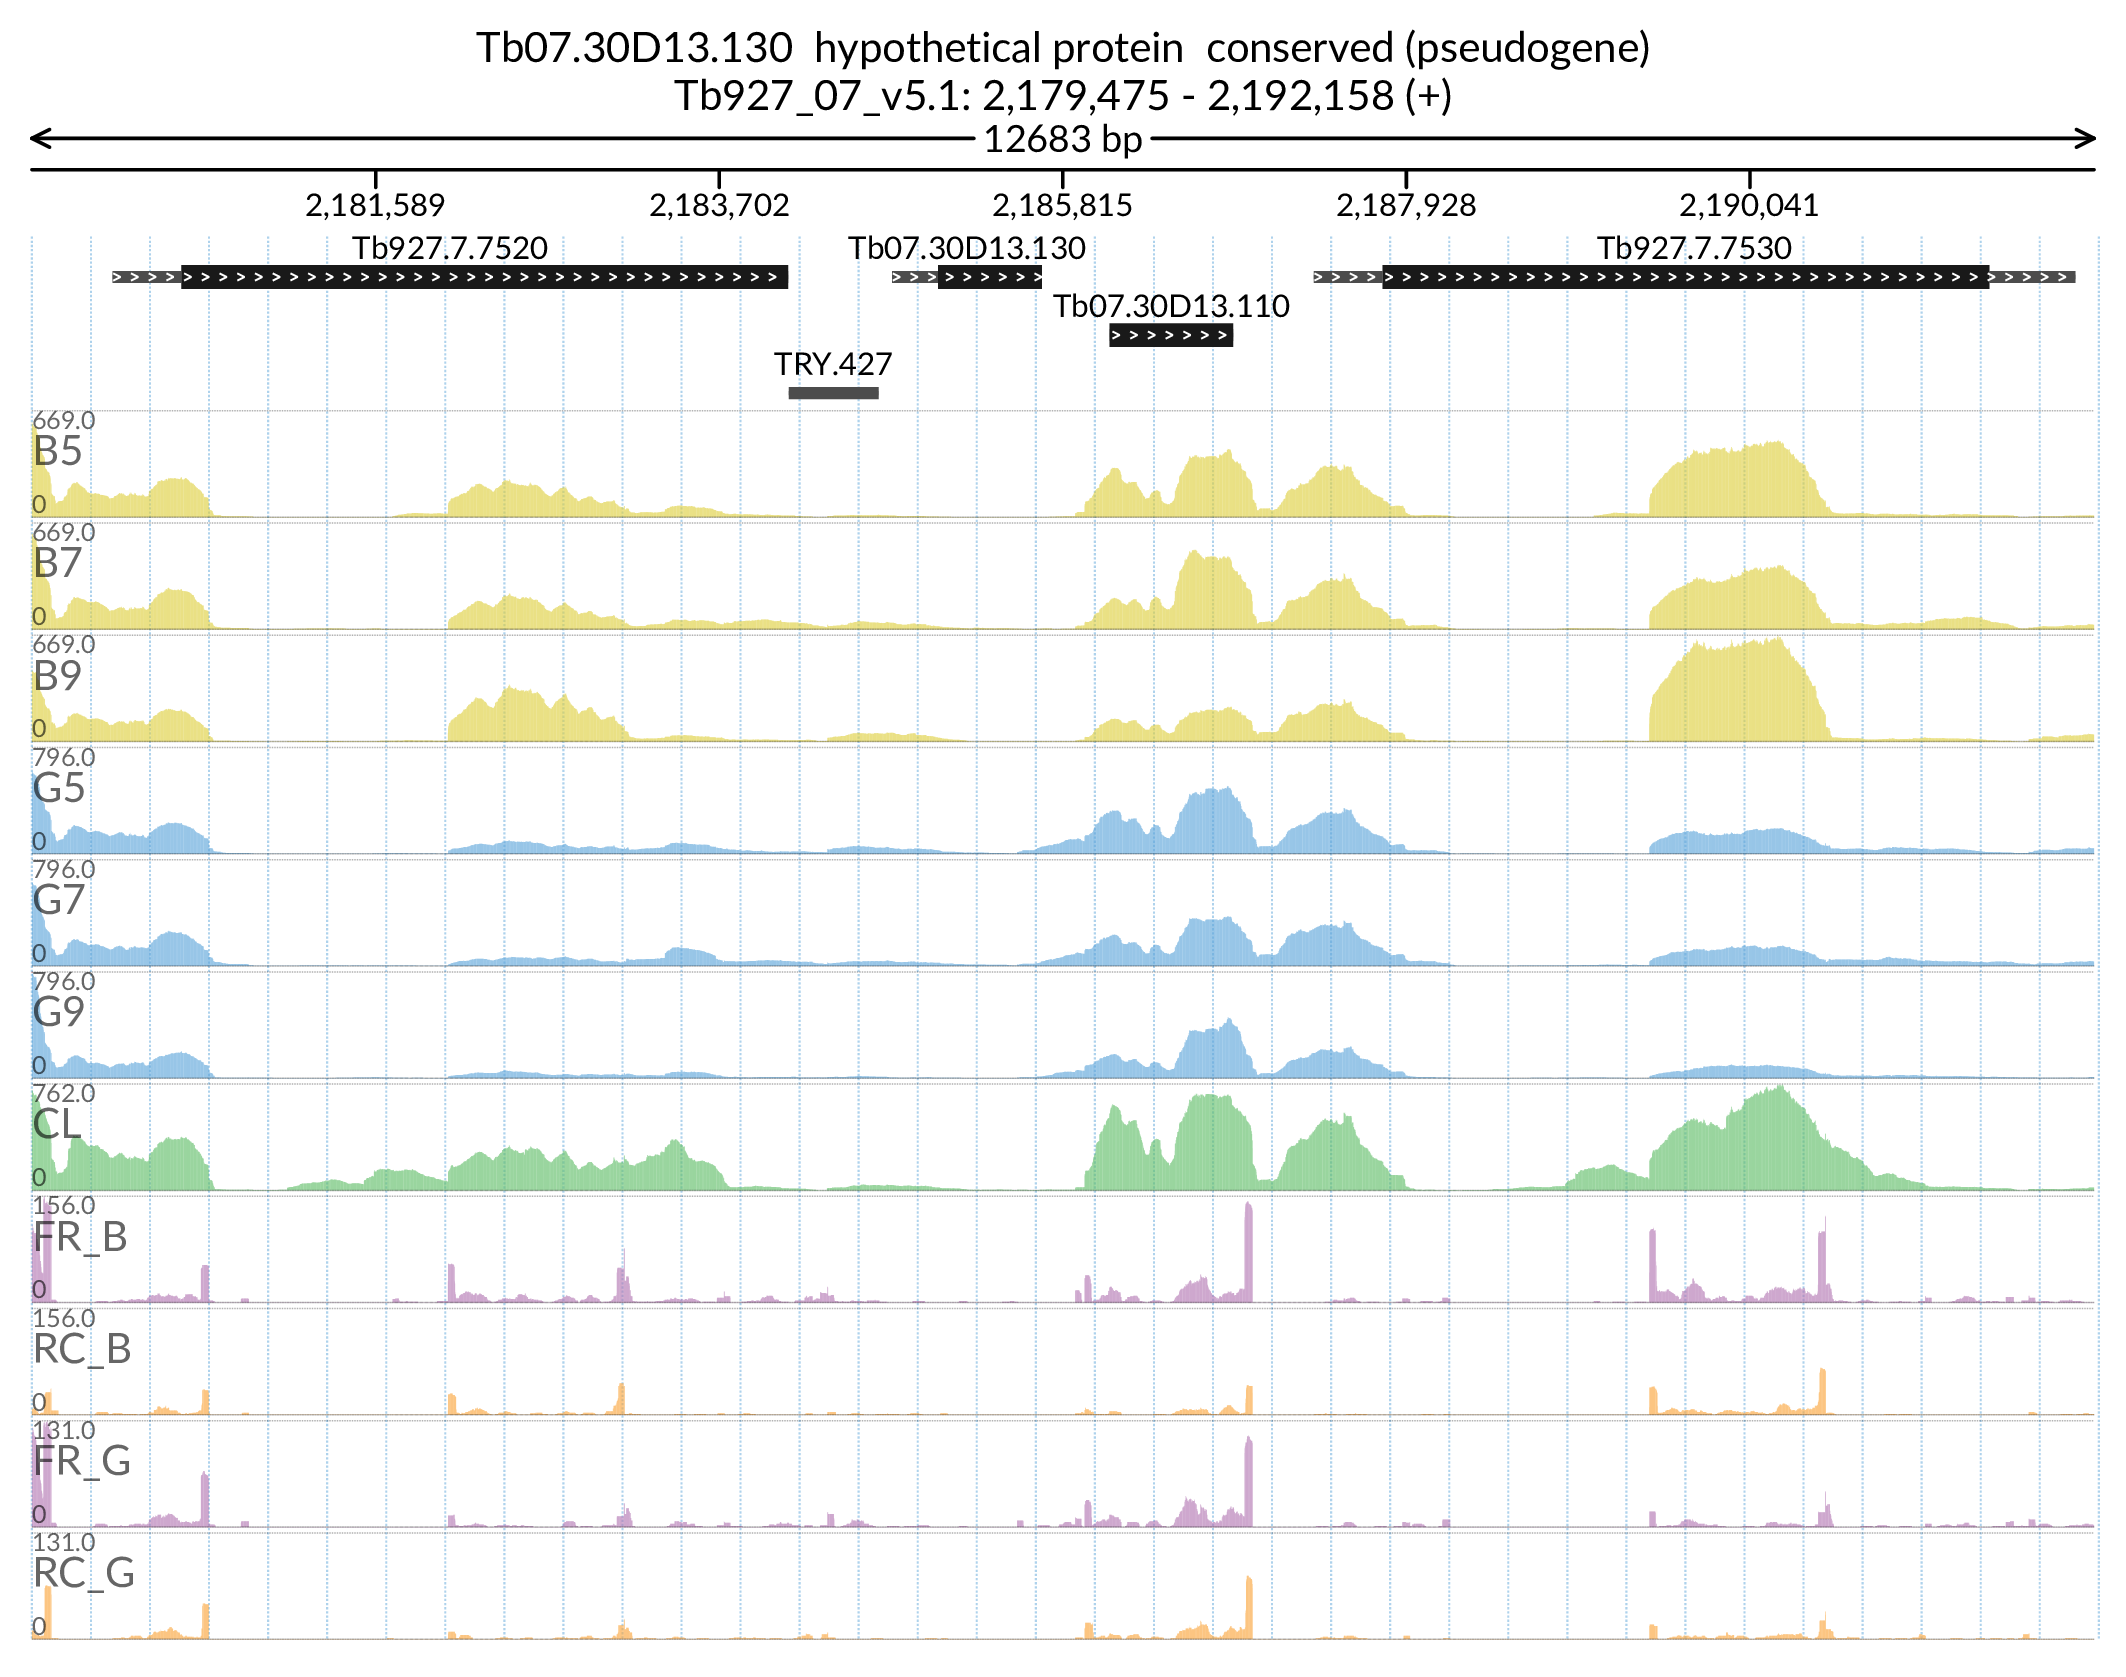 Tb07.30D13.130 hypothetical protein conserved (pseudogene)
Tb927_07_v5.1: 2,179,475 - 2,192,158 (+)
12683 bp
2,181,589 2,183,702 2,185,815 2,187,928 2,190,041
Tb927.7.7520 Tb07.30D13.130 Tb927.7.7530
Tb07.30D13.110
TRY.427
669.0
B5
0
669.0
B7
0
669.0
B9
0
796.0
G5
0
796.0
G7
0
796.0
G9
0
762.0
CL
0
156.0
FR_B
0
156.0
RC_B
0
131.0
FR_G
0
131.0
RC_G
0